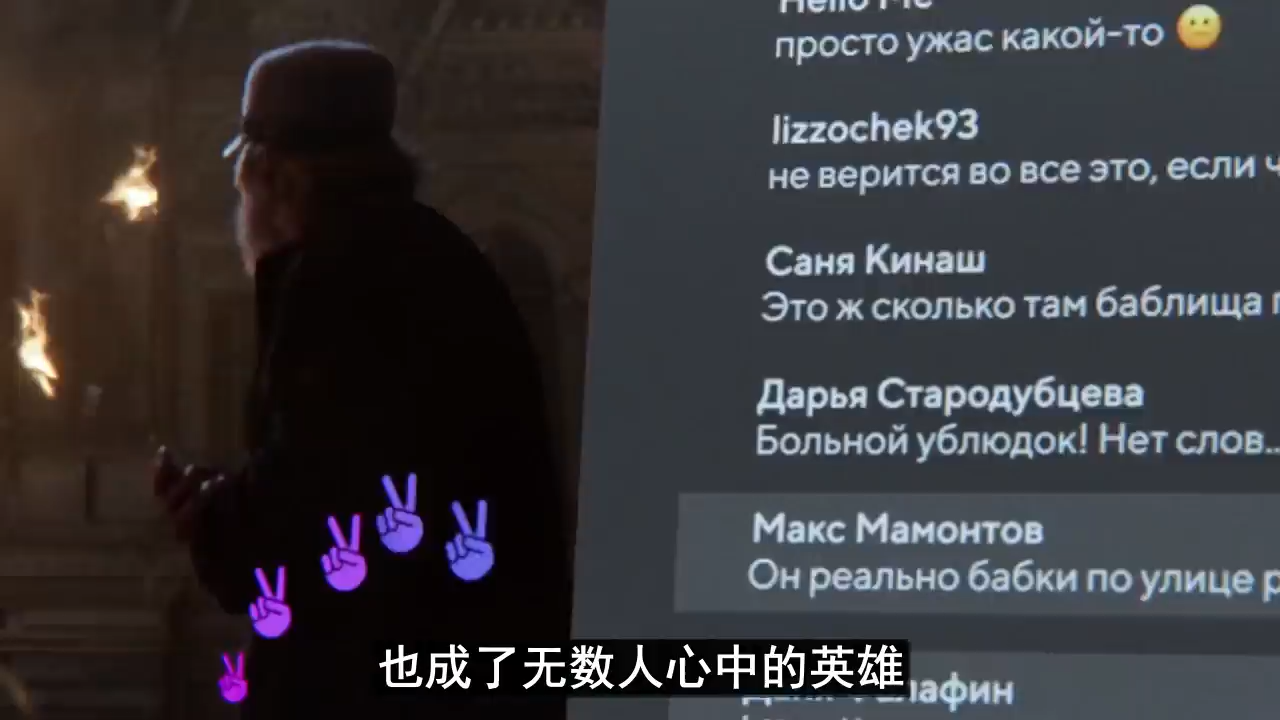 Hello Me
просто ужас какой-то
lizzochek93
не верится во все это, если
Саня Кинаш
Это ж сколько там баблища
Дарья Стародубцева
Больной ублюдок! Нет слов..
Макс Мамонтов
Он реально бабки по улице
也成了无数人心中的英雄